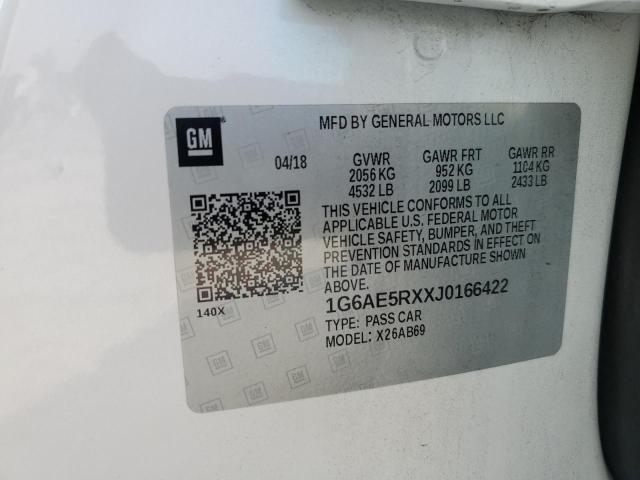 GM
MFD BY GENERAL MOTORS LLC
04/18 GVWR GAWR FRT GAWR RR
2056 KG 952 KG 1104 KG
4532 LB 2099 LB 2433 LB
THIS VEHICLE CONFORMS TO ALL
APPLICABLE U.S. FEDERAL MOTOR
VEHICLE SAFETY, BUMPER, AND THEFT
PREVENTION STANDARDS IN EFFECT ON
THE DATE OF MANUFACTURE SHOWN
ABOVE.
140X
1G6AE5RXXJ0166422
TYPE: PASS CAR
MODEL: X26AB69